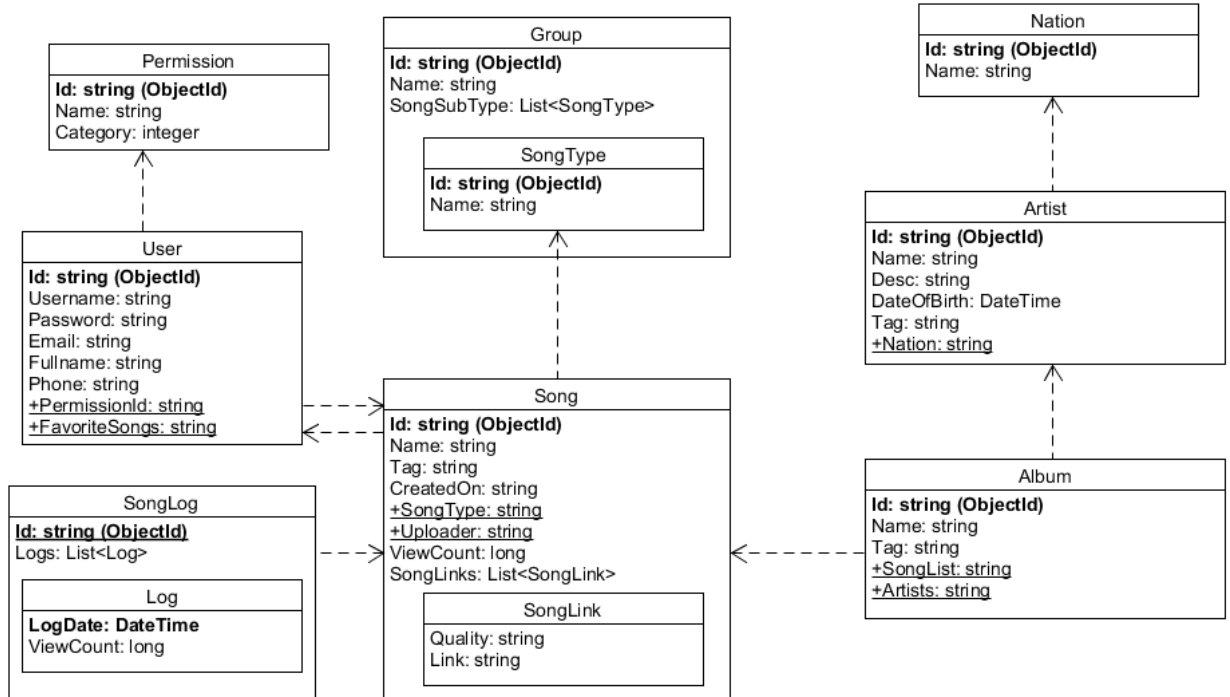 Permission
Id: string (ObjectId)
Name: string
Category: integer
Group
Id: string (ObjectId)
Name: string
SongSubType: List<SongType>
SongType
Id: string (ObjectId)
Name: string
Nation
Id: string (ObjectId)
Name: string
User
Id: string (ObjectId)
Username: string
Password: string
Email: string
Fullname: string
Phone: string
+PermissionId: string
+FavoriteSongs: string
Artist
Id: string (ObjectId)
Name: string
Desc: string
DateOfBirth: DateTime
Tag: string
+Nation: string
Song
Id: string (ObjectId)
Name: string
Tag: string
CreatedOn: string
+SongType: string
+Uploader: string
ViewCount: long
SongLinks: List<SongLink>
SongLink
Quality: string
Link: string
SongLog
Id: string (ObjectId)
Logs: List<Log>
Log
LogDate: DateTime
ViewCount: long
Album
Id: string (ObjectId)
Name: string
Tag: string
+SongList: string
+Artists: string